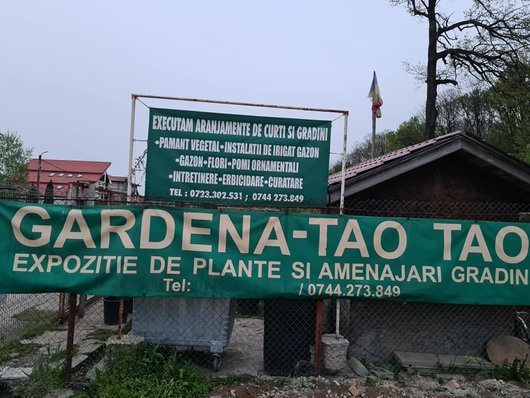 EXECUTAM ARANJAMENTE DE CURTI SI GRADINI
•PAMANT VEGETAL•INSTALATII DE IRIGAT GAZON
•GAZON•FLORI•POMI ORNAMENTALI
•INTRETINERE•ERBICIDARE•CURATARE
TEL: 0723.302.531 ; 0744 273.849
GARDENA-TAO TAO
EXPOZITIE DE PLANTE SI AMENAJARI GRADINI
Tel: / 0744.273.849